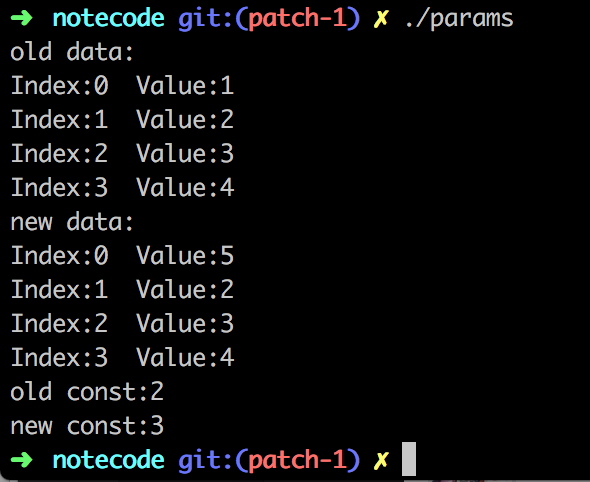 ➜ notecode git:(patch-1) ✗ ./params
old data:
Index:0  Value:1
Index:1  Value:2
Index:2  Value:3
Index:3  Value:4
new data:
Index:0  Value:5
Index:1  Value:2
Index:2  Value:3
Index:3  Value:4
old const:2
new const:3
➜ notecode git:(patch-1) ✗